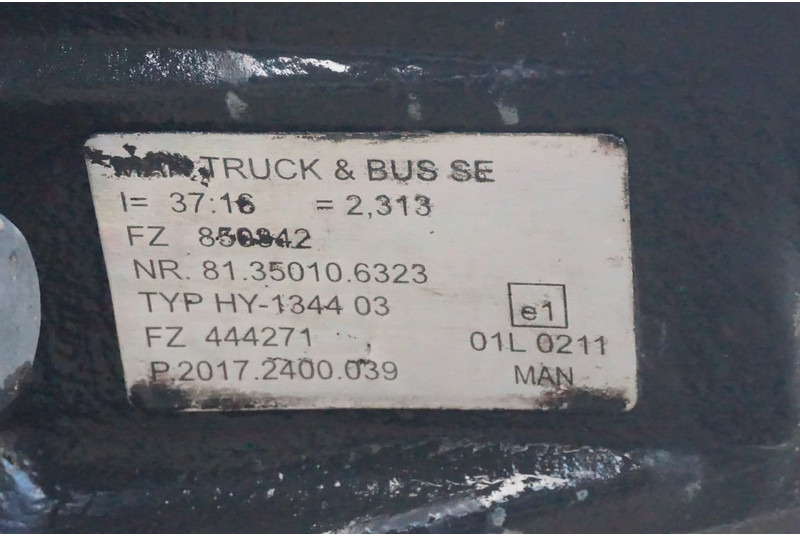 TRUCK & BUS SE
I= 37:16 = 2,313
FZ
NR. 81.35010.6323
TYP HY-1344 03
e1
FZ 444271
01L 0211
P.2017.2400.039
MAN